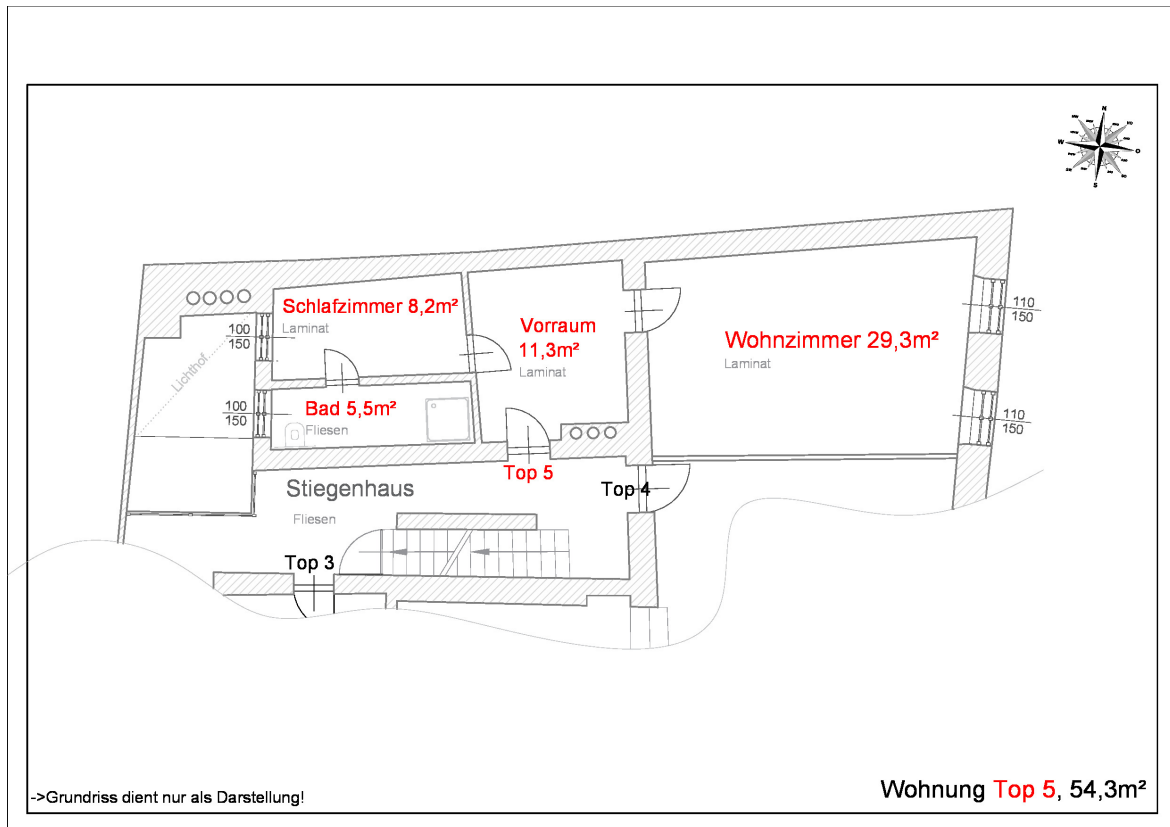 N
W
O
S
Schlafzimmer 8,2m²
Laminat
Vorraum
11,3m²
Laminat
Wohnzimmer 29,3m²
Laminat
110
150
100
150
Lichthof
Bad 5,5m²
Fliesen
100
150
110
150
Top 5
Stiegenhaus
Fliesen
Top 4
Top 3
->Grundriss dient nur als Darstellung!
Wohnung Top 5, 54,3m²